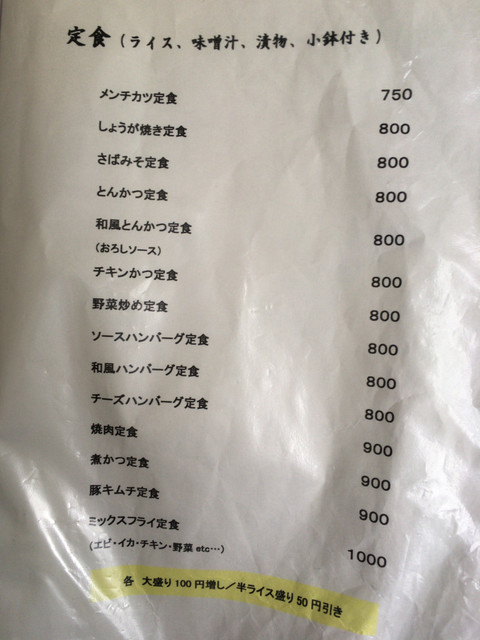 定食（ライス、味噌汁、漬物、小鉢付き）
メンチカツ定食 750
しょうが焼き定食 800
さばみそ定食 800
とんかつ定食 800
和風とんかつ定食 800
(おろしソース)
チキンかつ定食 800
野菜炒め定食 800
ソースハンバーグ定食 800
和風ハンバーグ定食 800
チーズハンバーグ定食 800
焼肉定食 900
煮かつ定食 900
豚キムチ定食 900
ミックスフライ定食 1000
(エビ・イカ・チキン・野菜 etc…)
各 大盛り100円増し／半ライス盛り50円引き